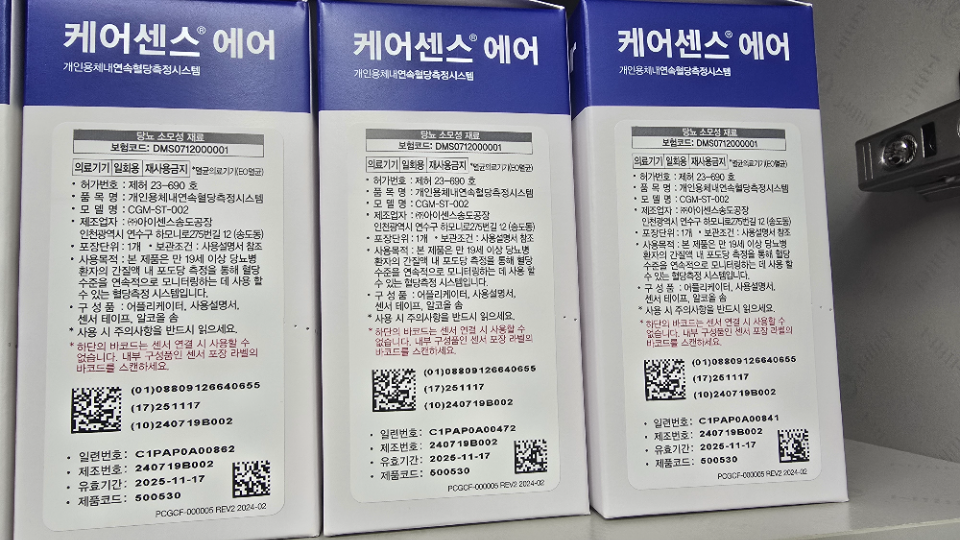 케어센스® 에어
개인용체내연속혈당측정시스템
당뇨 소모성 재료
보험코드: DMS0712000001
의료기기 일회용 재사용금지 *멸균의료기기(EO멸균)
• 허가번호 : 제허 23-690 호
• 품 목 명 : 개인용체내연속혈당측정시스템
• 모 델 명 : CGM-ST-002
• 제조업자 : ㈜아이센스송도공장
인천광역시 연수구 하모니로275번길 12 (송도동)
• 포장단위 : 1개 • 보관조건 : 사용설명서 참조
• 사용목적 : 본 제품은 만 19세 이상 당뇨병
환자의 간질액 내 포도당 측정을 통해 혈당
수준을 연속적으로 모니터링하는 데 사용 할
수 있는 혈당측정 시스템입니다.
• 구 성 품 : 어플리케이터, 사용설명서,
센서 테이프, 알코올 솜
* 사용 시 주의사항을 반드시 읽으세요.
* 하단의 바코드는 센서 연결 시 사용할 수
없습니다. 내부 구성품인 센서 포장 라벨의
바코드를 스캔하세요.
(01)08809126640655
(17)251117
(10)240719B002
• 일련번호: C1PAP0A00862
• 제조번호: 240719B002
• 유효기간: 2025-11-17
• 제품코드: 500530
PCGCF-000005 REV2 2024-02
케어센스® 에어
개인용체내연속혈당측정시스템
당뇨 소모성 재료
보험코드: DMS0712000001
의료기기 일회용 재사용금지 *멸균의료기기(EO멸균)
• 허가번호 : 제허 23-690 호
• 품 목 명 : 개인용체내연속혈당측정시스템
• 모 델 명 : CGM-ST-002
• 제조업자 : ㈜아이센스송도공장
인천광역시 연수구 하모니로275번길 12 (송도동)
• 포장단위 : 1개 • 보관조건 : 사용설명서 참조
• 사용목적 : 본 제품은 만 19세 이상 당뇨병
환자의 간질액 내 포도당 측정을 통해 혈당
수준을 연속적으로 모니터링하는 데 사용 할
수 있는 혈당측정 시스템입니다.
• 구 성 품 : 어플리케이터, 사용설명서,
센서 테이프, 알코올 솜
* 사용 시 주의사항을 반드시 읽으세요.
* 하단의 바코드는 센서 연결 시 사용할 수
없습니다. 내부 구성품인 센서 포장 라벨의
바코드를 스캔하세요.
(01)08809126640655
(17)251117
(10)240719B002
• 일련번호: C1PAP0A00472
• 제조번호: 240719B002
• 유효기간: 2025-11-17
• 제품코드: 500530
PCGCF-000005 REV2 2024-02
케어센스® 에어
개인용체내연속혈당측정시스템
당뇨 소모성 재료
보험코드: DMS0712000001
의료기기 일회용 재사용금지 *멸균의료기기(EO멸균)
• 허가번호 : 제허 23-690 호
• 품 목 명 : 개인용체내연속혈당측정시스템
• 모 델 명 : CGM-ST-002
• 제조업자 : ㈜아이센스송도공장
인천광역시 연수구 하모니로275번길 12 (송도동)
• 포장단위 : 1개 • 보관조건 : 사용설명서 참조
• 사용목적 : 본 제품은 만 19세 이상 당뇨병
환자의 간질액 내 포도당 측정을 통해 혈당
수준을 연속적으로 모니터링하는 데 사용 할
수 있는 혈당측정 시스템입니다.
• 구 성 품 : 어플리케이터, 사용설명서,
센서 테이프, 알코올 솜
* 사용 시 주의사항을 반드시 읽으세요.
* 하단의 바코드는 센서 연결 시 사용할 수
없습니다. 내부 구성품인 센서 포장 라벨의
바코드를 스캔하세요.
(01)08809126640655
(17)251117
(10)240719B002
• 일련번호: C1PAP0A00841
• 제조번호: 240719B002
• 유효기간: 2025-11-17
• 제품코드: 500530
PCGCF-000005 REV2 2024-02